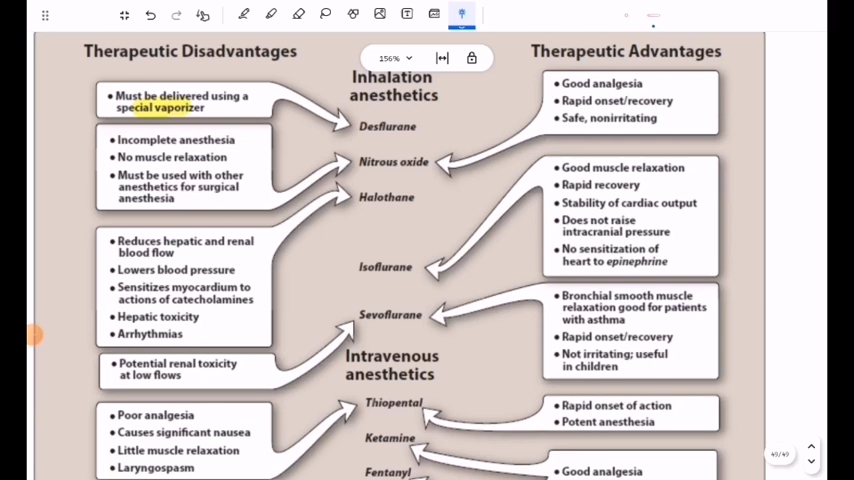 156%
Therapeutic Disadvantages
Therapeutic Advantages
Inhalation
anesthetics
• Must be delivered using a
special vaporizer
• Incomplete anesthesia
• No muscle relaxation
• Must be used with other
anesthetics for surgical
anesthesia
• Reduces hepatic and renal
blood flow
• Lowers blood pressure
• Sensitizes myocardium to
actions of catecholamines
• Hepatic toxicity
• Arrhythmias
• Potential renal toxicity
at low flows
• Poor analgesia
• Causes significant nausea
• Little muscle relaxation
• Laryngospasm
Desflurane
Nitrous oxide
Halothane
Isoflurane
Sevoflurane
Intravenous
anesthetics
Thiopental
Ketamine
Fentanyl
• Good analgesia
• Rapid onset/recovery
• Safe, nonirritating
• Good muscle relaxation
• Rapid recovery
• Stability of cardiac output
• Does not raise
intracranial pressure
• No sensitization of
heart to epinephrine
• Bronchial smooth muscle
relaxation good for patients
with asthma
• Rapid onset/recovery
• Not irritating; useful
in children
• Rapid onset of action
• Potent anesthesia
• Good analgesia
49/49